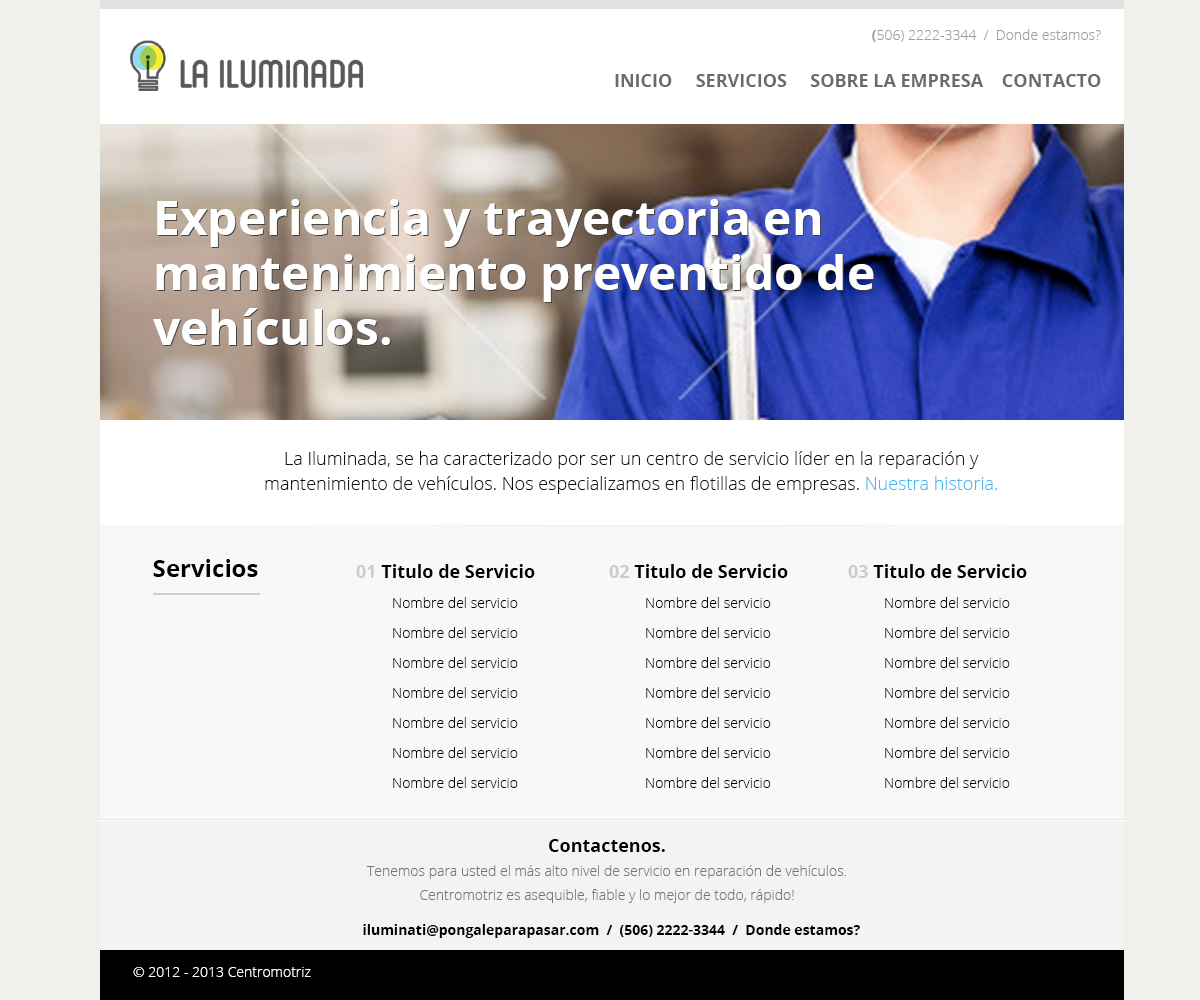 (506) 2222-3344 / Donde estamos?
LA ILUMINADA
INICIO SERVICIOS SOBRE LA EMPRESA CONTACTO
Experiencia y trayectoria en
mantenimiento preventido de
vehículos.
La Iluminada, se ha caracterizado por ser un centro de servicio líder en la reparación y
mantenimiento de vehículos. Nos especializamos en flotillas de empresas. Nuestra historia.
Servicios
01 Titulo de Servicio
Nombre del servicio
Nombre del servicio
Nombre del servicio
Nombre del servicio
Nombre del servicio
Nombre del servicio
Nombre del servicio
02 Titulo de Servicio
Nombre del servicio
Nombre del servicio
Nombre del servicio
Nombre del servicio
Nombre del servicio
Nombre del servicio
Nombre del servicio
03 Titulo de Servicio
Nombre del servicio
Nombre del servicio
Nombre del servicio
Nombre del servicio
Nombre del servicio
Nombre del servicio
Nombre del servicio
Contactenos.
Tenemos para usted el más alto nivel de servicio en reparación de vehículos.
Centromotriz es asequible, fiable y lo mejor de todo, rápido!
iluminati@pongaleparapasar.com / (506) 2222-3344 / Donde estamos?
© 2012 - 2013 Centromotriz